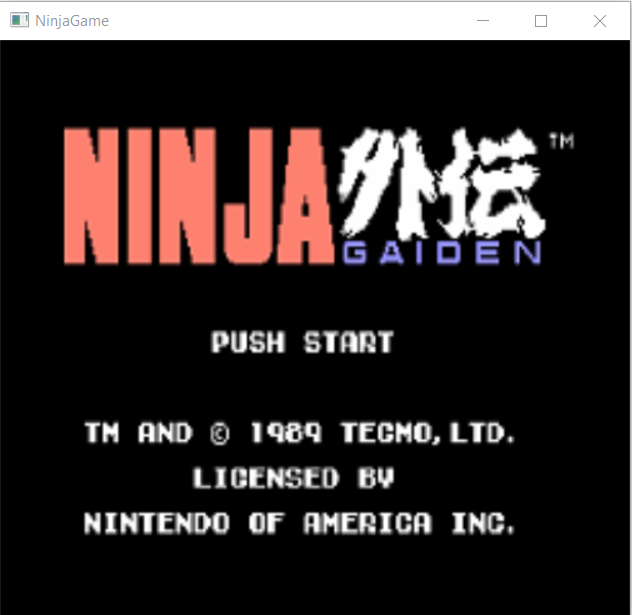 NinjaGame
NINJA外伝™
GAIDEN
PUSH START
TM AND © 1989 TECMO,LTD.
LICENSED BY
NINTENDO OF AMERICA INC.